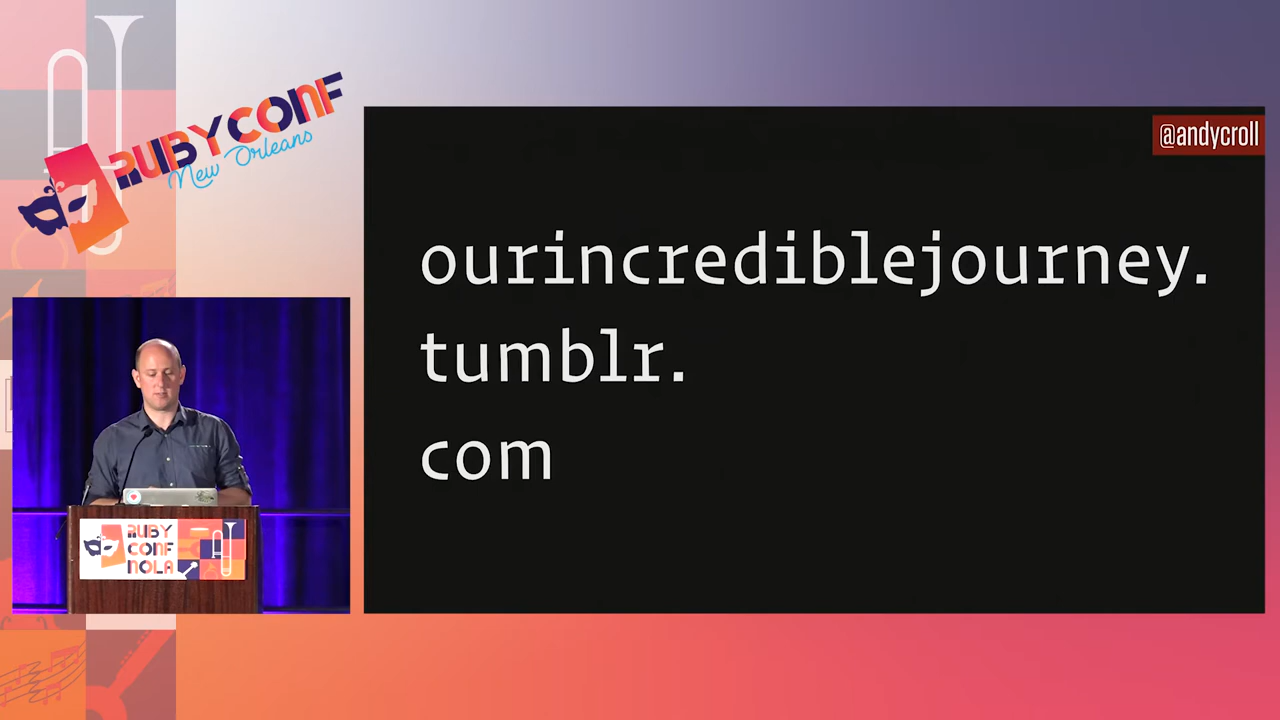 RUBYCONF
New Orleans
@andycroll
ourincrediblejourney.
tumblr.
com
RUBY
CONF
NOLA